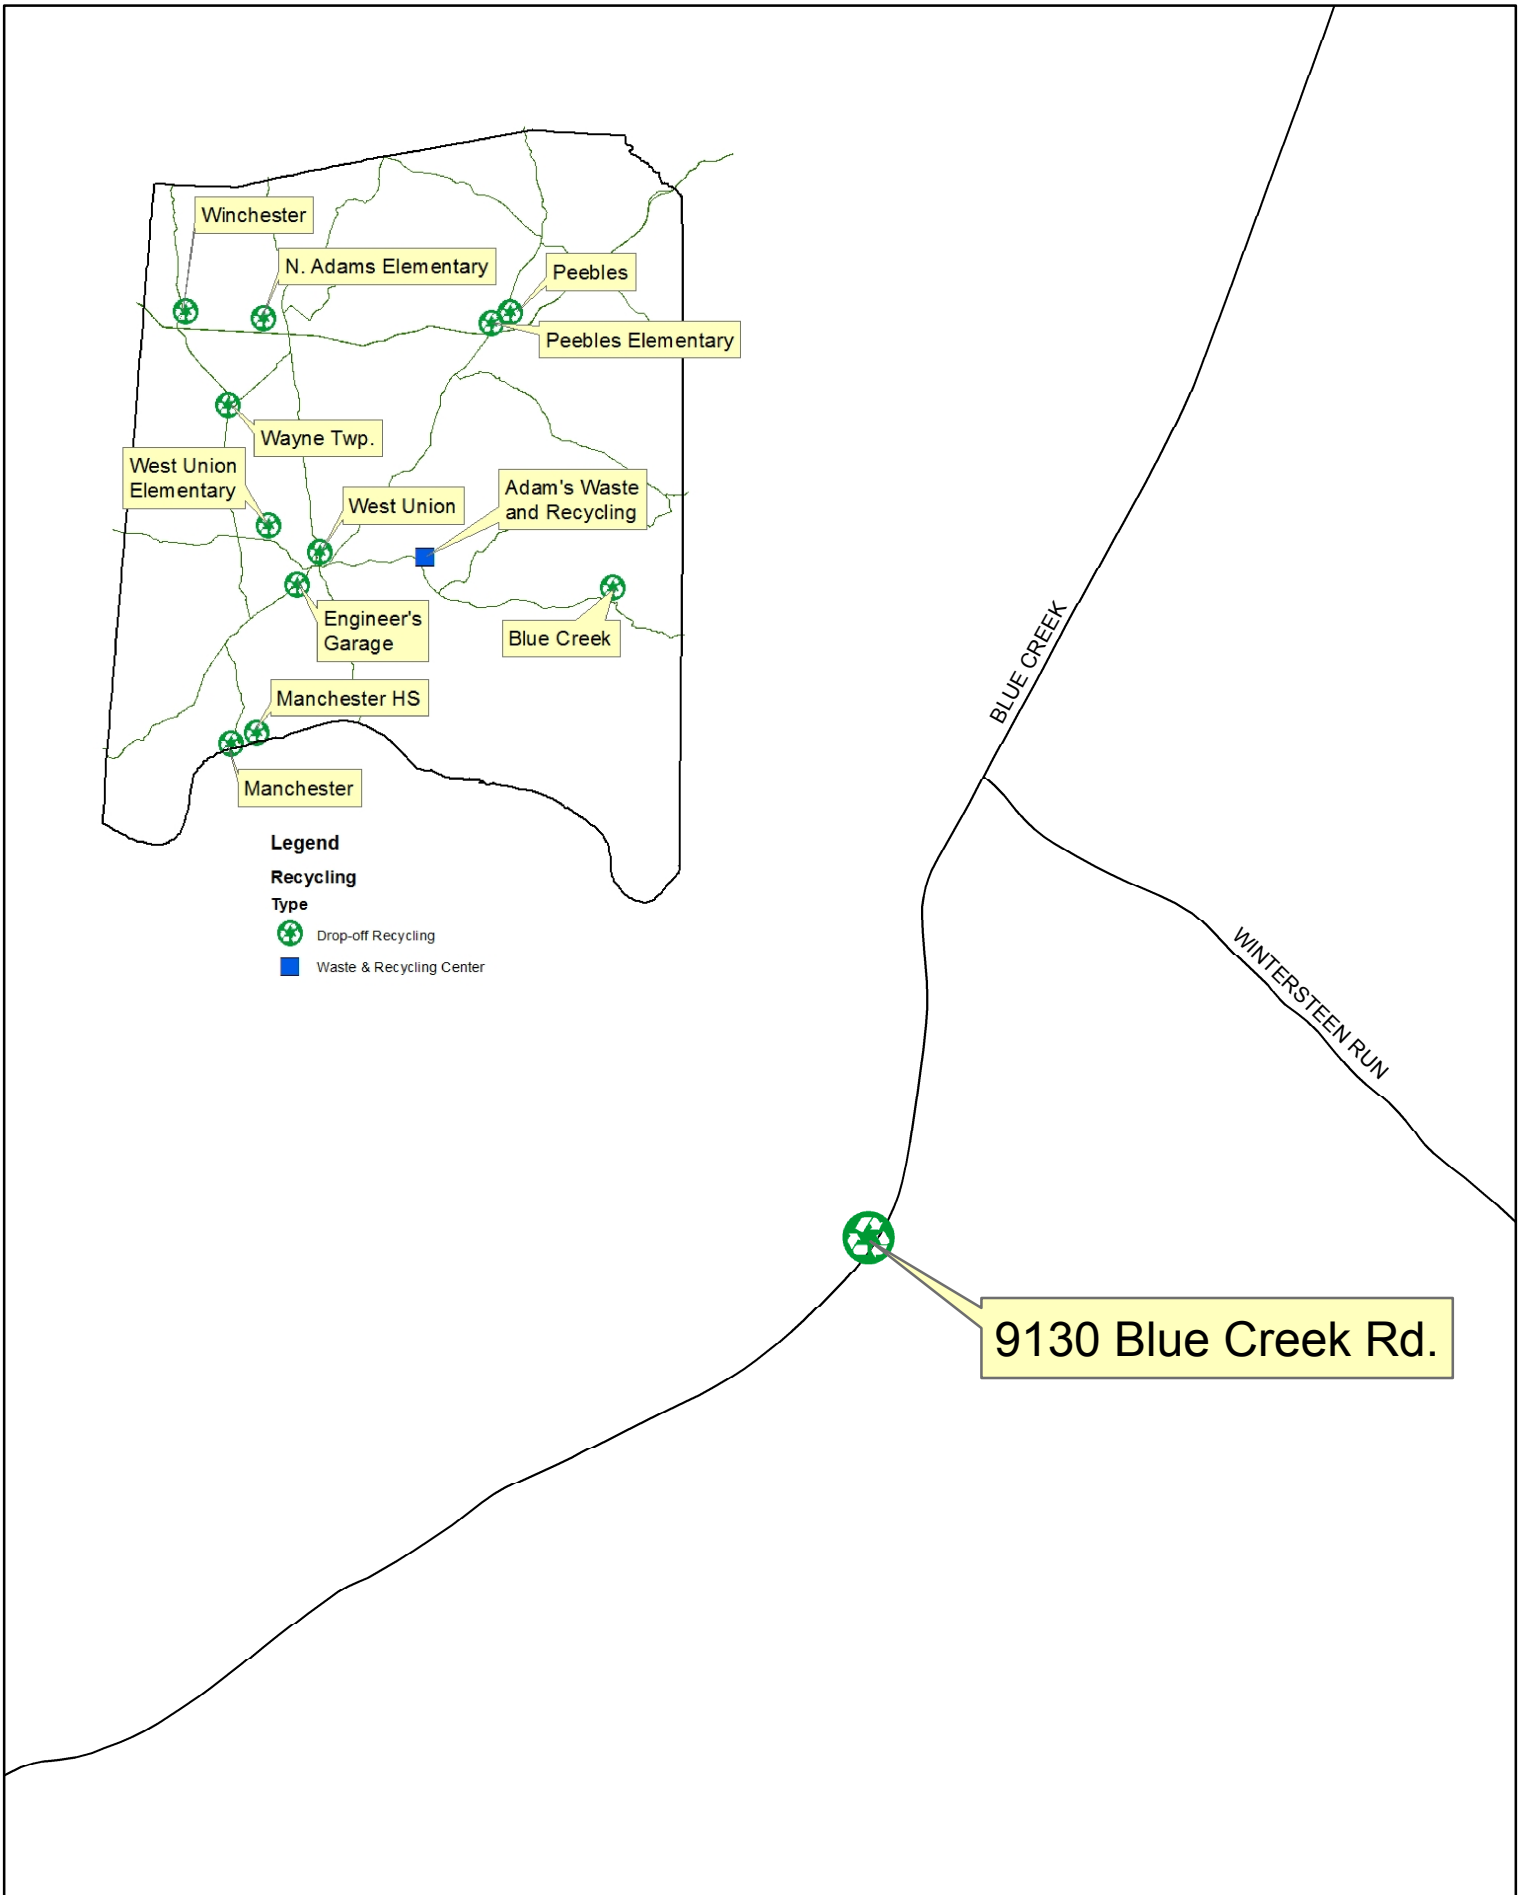 Winchester
N. Adams Elementary
Peebles
Peebles Elementary
Wayne Twp.
West Union
Elementary
West Union
Adam's Waste
and Recycling
Engineer's
Garage
Blue Creek
Manchester HS
Manchester
Legend
Recycling
Type
Drop-off Recycling
Waste & Recycling Center
BLUE CREEK
WINTERSTEEN RUN
9130 Blue Creek Rd.